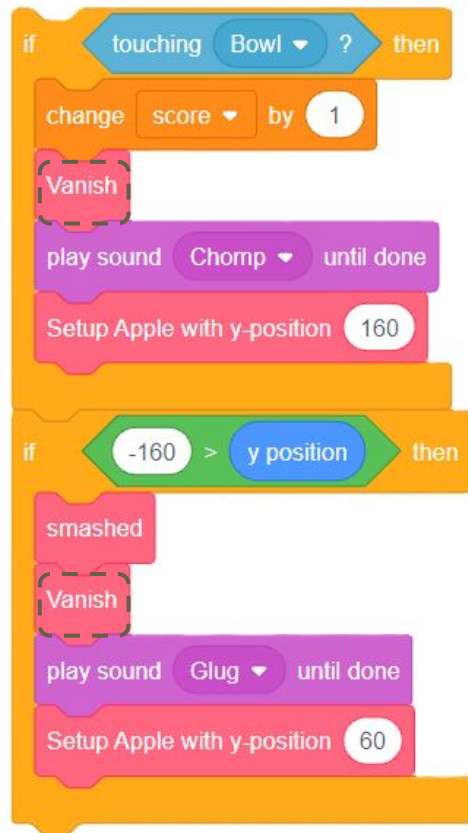 if touching Bowl ? then
change score by 1
Vanish
play sound Chomp until done
Setup Apple with y-position 160
if -160 > y position then
smashed
Vanish
play sound Glug until done
Setup Apple with y-position 60